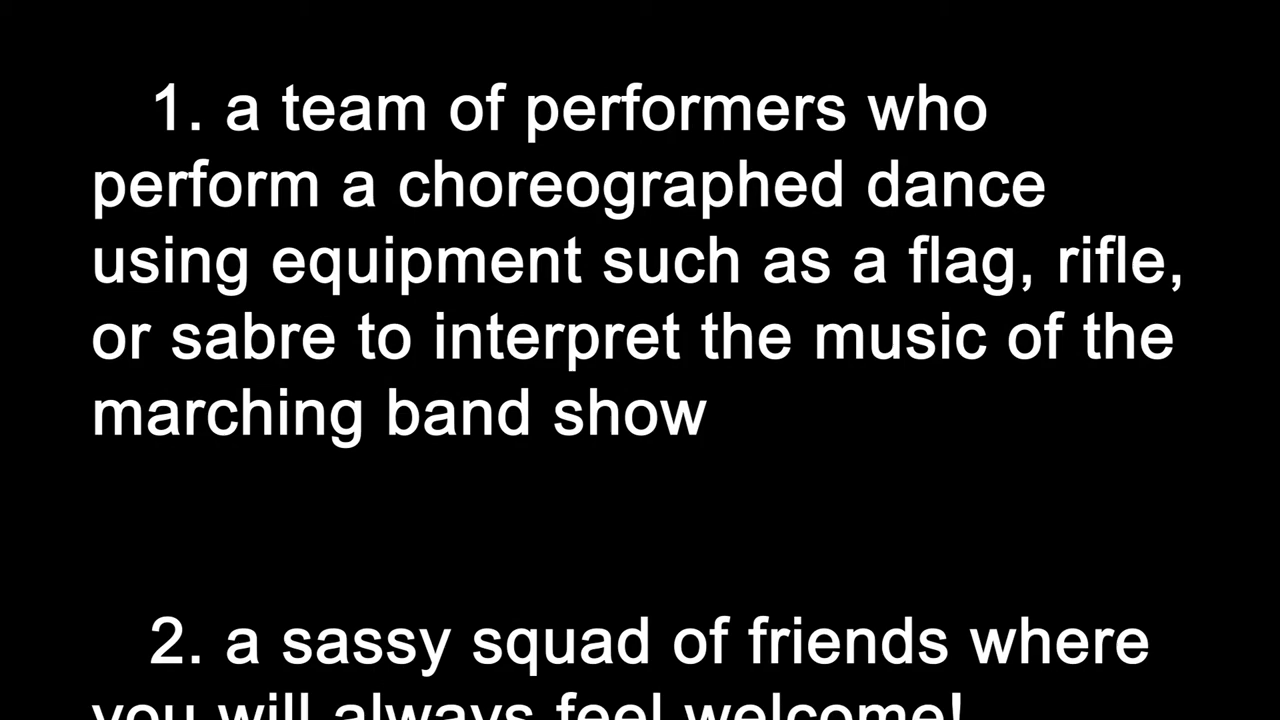 1. a team of performers who
perform a choreographed dance
using equipment such as a flag, rifle,
or sabre to interpret the music of the
marching band show
2. a sassy squad of friends where
you will always feel welcome!